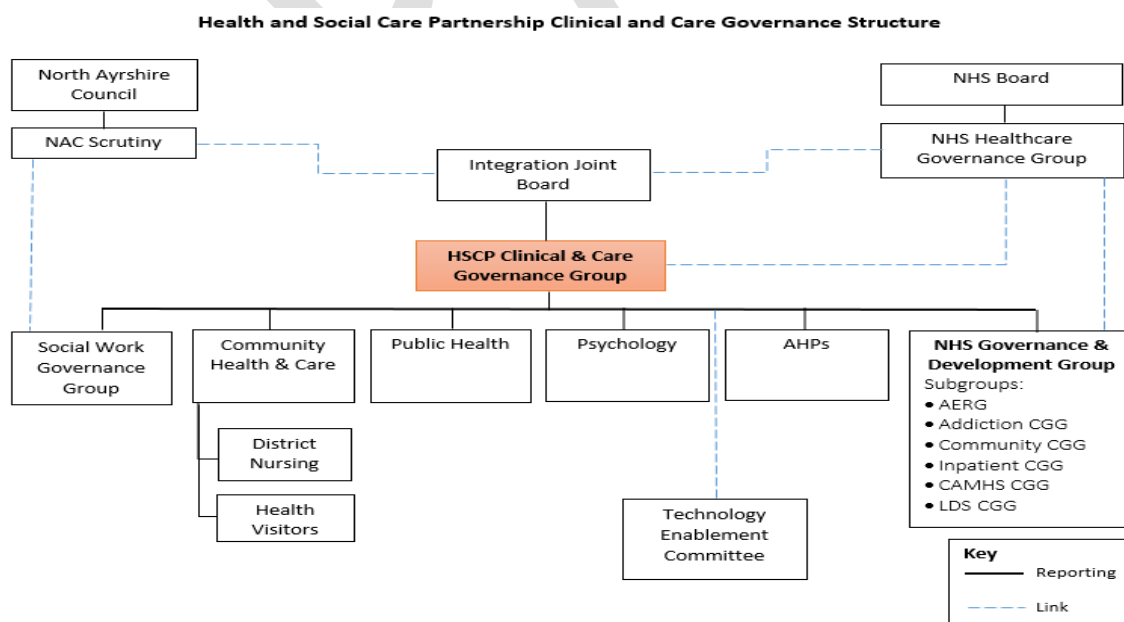 Health and Social Care Partnership Clinical and Care Governance Structure
North Ayrshire
Council
NAC Scrutiny
NHS Board
NHS Healthcare
Governance Group
Integration Joint
Board
HSCP Clinical & Care
Governance Group
Social Work
Governance
Group
Community
Health & Care
Public Health
Psychology
AHPs
NHS Governance &
Development Group
Subgroups:
• AERG
• Addiction CGG
• Community CGG
• Inpatient CGG
• CAMHS CGG
• LDS CGG
District
Nursing
Health
Visitors
Technology
Enablement
Committee
Key
Reporting
Link